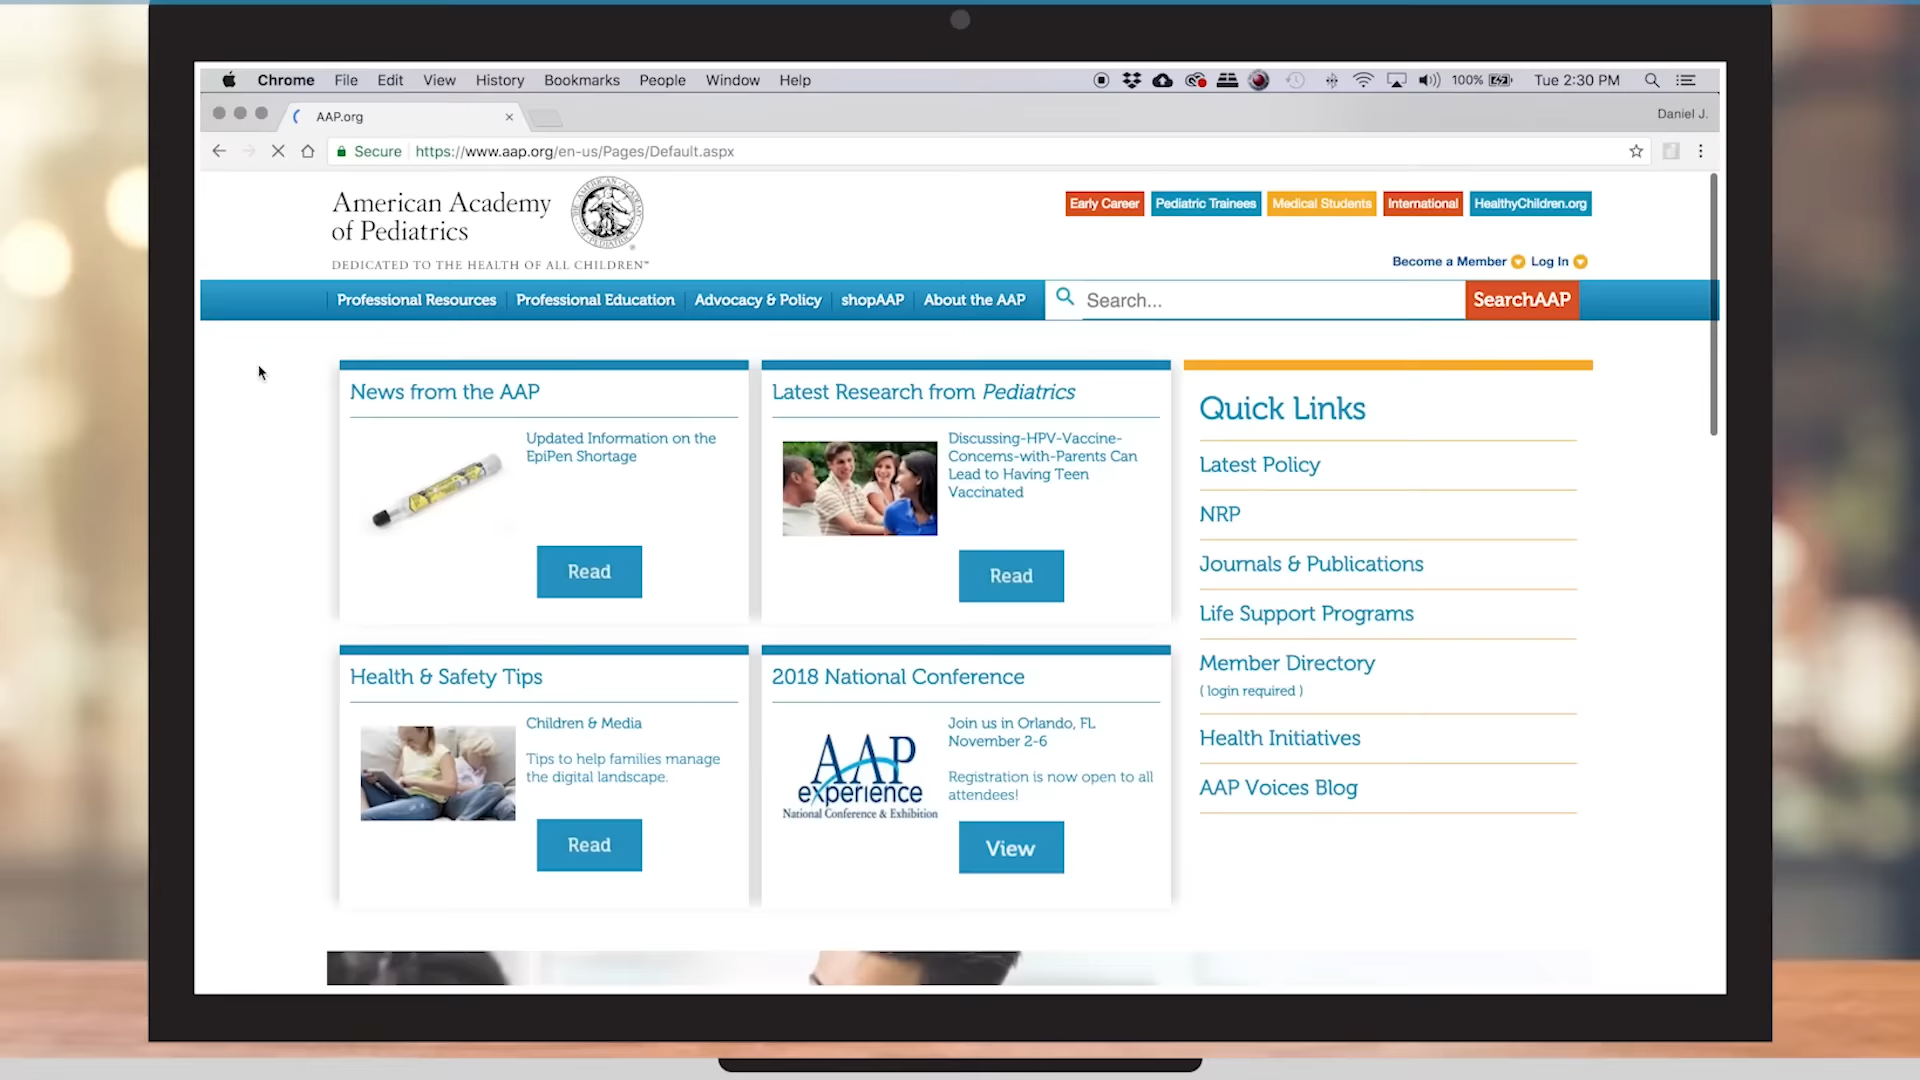 Chrome File Edit View History Bookmarks People Window Help 100% Tue 2:30 PM
AAP.org
Daniel J.
Secure https://www.aap.org/en-us/Pages/Default.aspx
American Academy
of Pediatrics
DEDICATED TO THE HEALTH OF ALL CHILDREN™
Early Career Pediatric Trainees Medical Students International HealthyChildren.org
Become a Member Log In
Professional Resources Professional Education Advocacy & Policy shopAAP About the AAP Search... SearchAAP
News from the AAP
Updated Information on the
EpiPen Shortage
Read
Latest Research from Pediatrics
Discussing-HPV-Vaccine-
Concerns-with-Parents Can
Lead to Having Teen
Vaccinated
Read
Health & Safety Tips
Children & Media
Tips to help families manage
the digital landscape.
Read
2018 National Conference
AAP
experience
National Conference & Exhibition
Join us in Orlando, FL
November 2-6
Registration is now open to all
attendees!
View
Quick Links
Latest Policy
NRP
Journals & Publications
Life Support Programs
Member Directory
( login required )
Health Initiatives
AAP Voices Blog